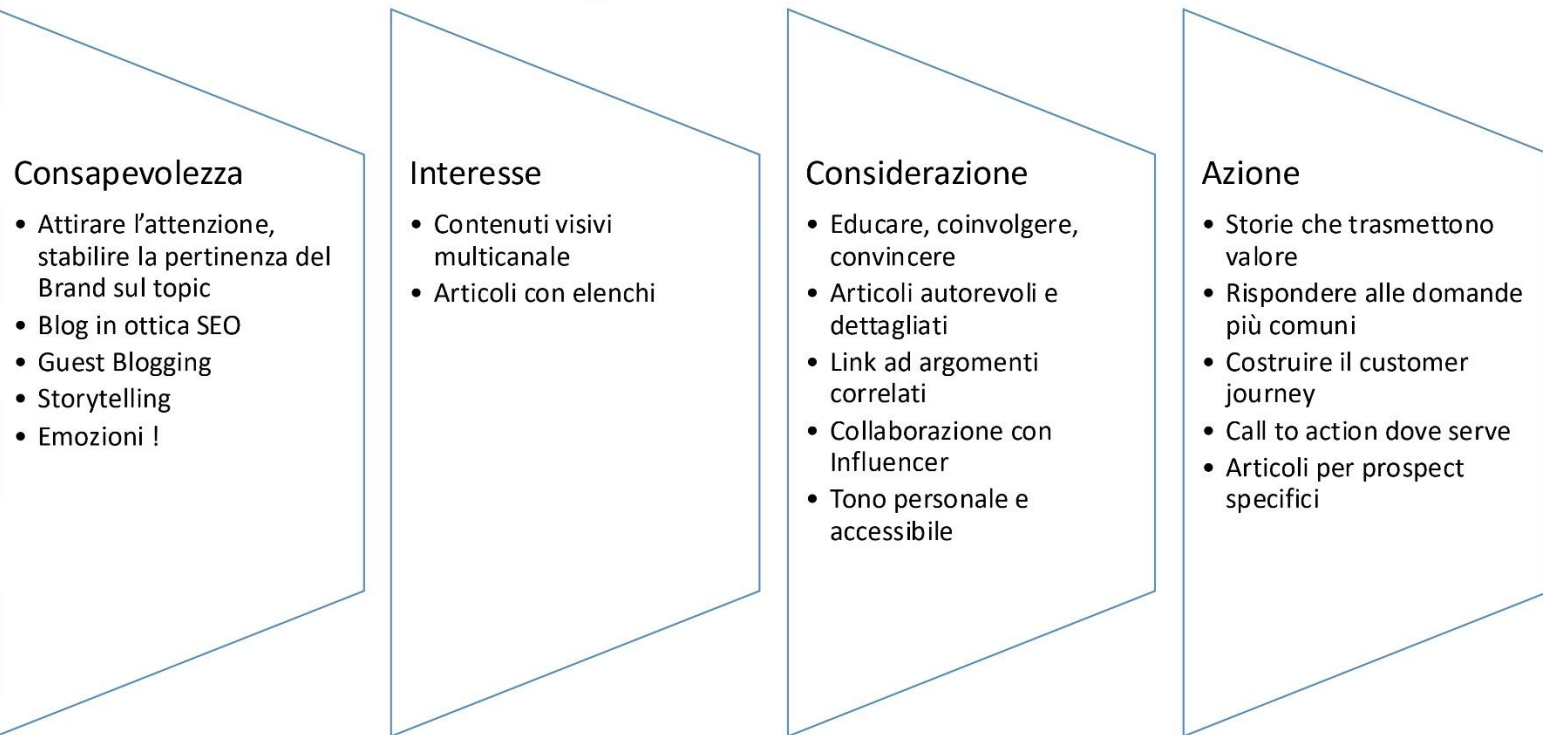 Consapevolezza
• Attirare l’attenzione,
stabilire la pertinenza del
Brand sul topic
• Blog in ottica SEO
• Guest Blogging
• Storytelling
• Emozioni !
Interesse
• Contenuti visivi
multicanale
• Articoli con elenchi
Considerazione
• Educare, coinvolgere,
convincere
• Articoli autorevoli e
dettagliati
• Link ad argomenti
correlati
• Collaborazione con
Influencer
• Tono personale e
accessibile
Azione
• Storie che trasmettono
valore
• Rispondere alle domande
più comuni
• Costruire il customer
journey
• Call to action dove serve
• Articoli per prospect
specifici